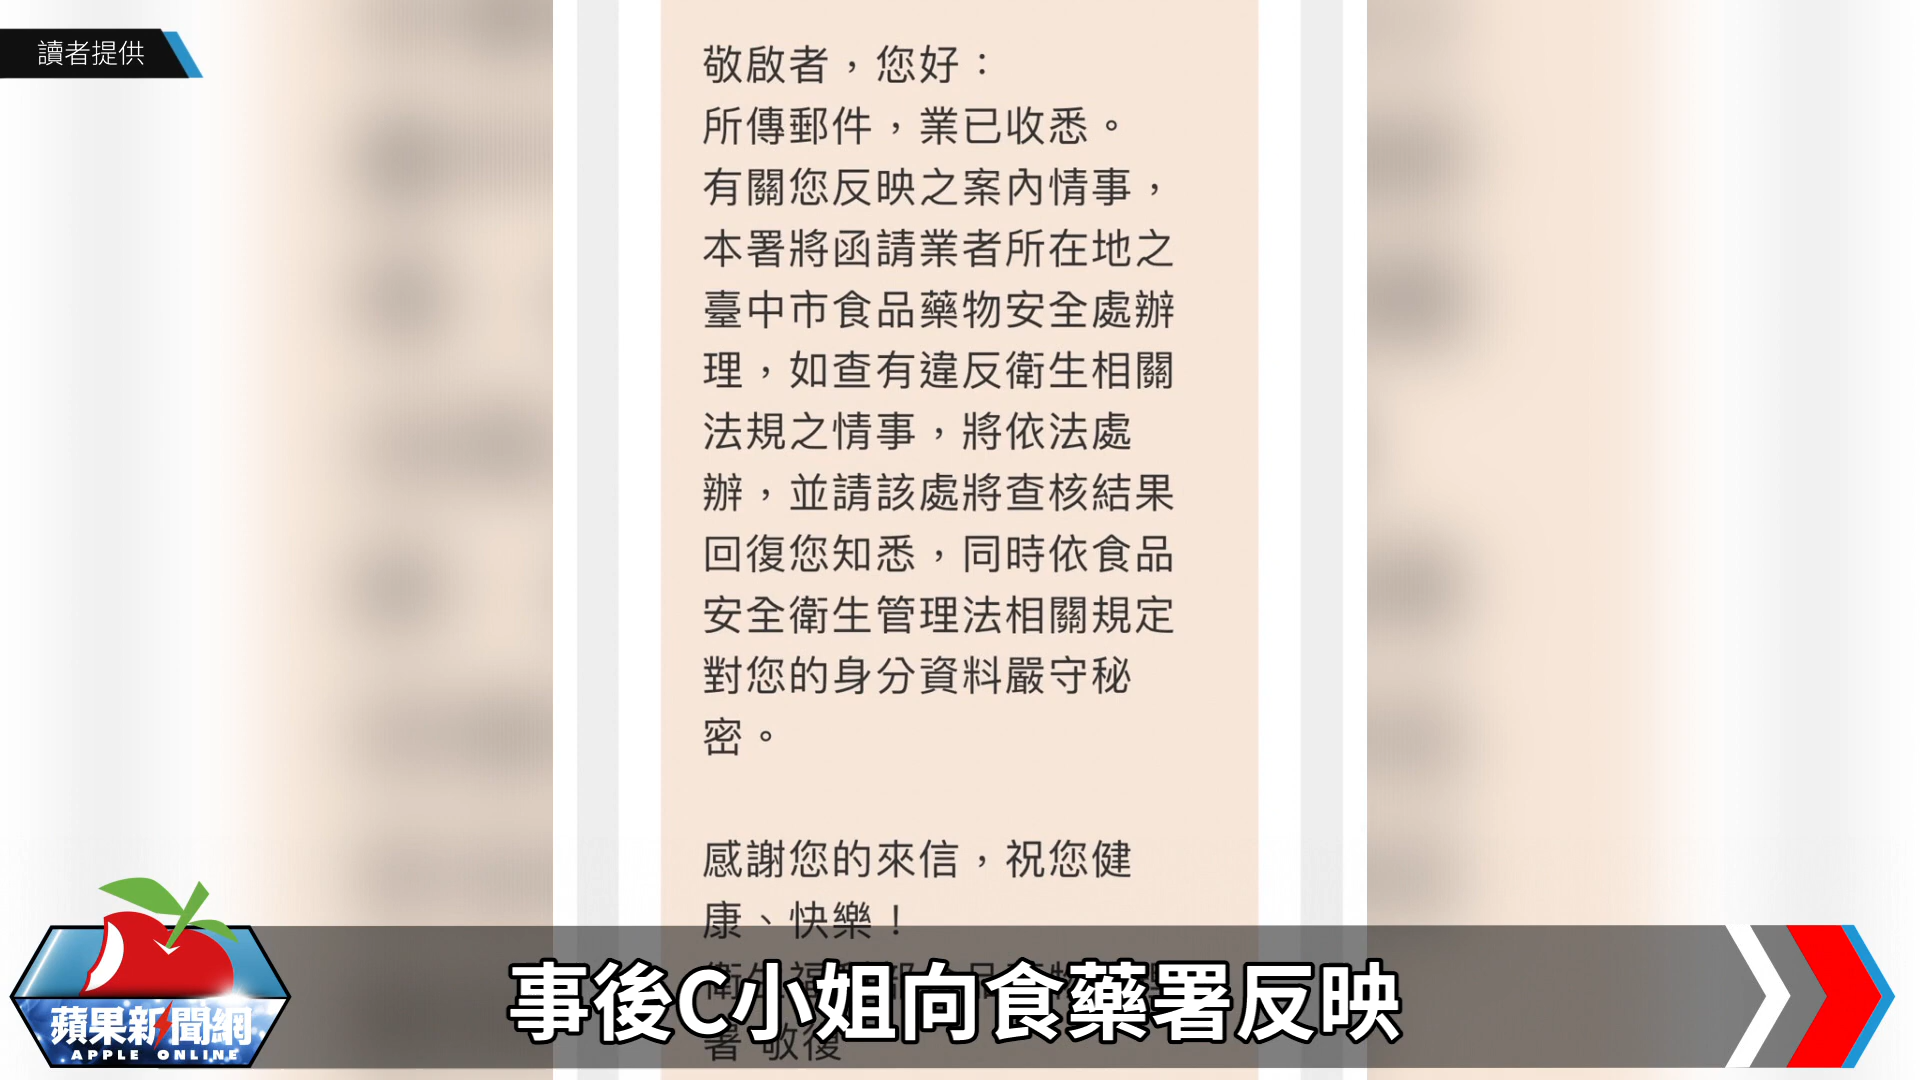 讀者提供
敬啟者，您好：
所傳郵件，業已收悉。
有關您反映之案內情事，
本署將函請業者所在地之
臺中市食品藥物安全處辦
理，如查有違反衛生相關
法規之情事，將依法處
辦，並請該處將查核結果
回復您知悉，同時依食品
安全衛生管理法相關規定
對您的身分資料嚴守秘
密。
感謝您的來信，祝您健
康、快樂！
署 敬復
事後C小姐向食藥署反映
蘋果新聞網
APPLE ONLINE